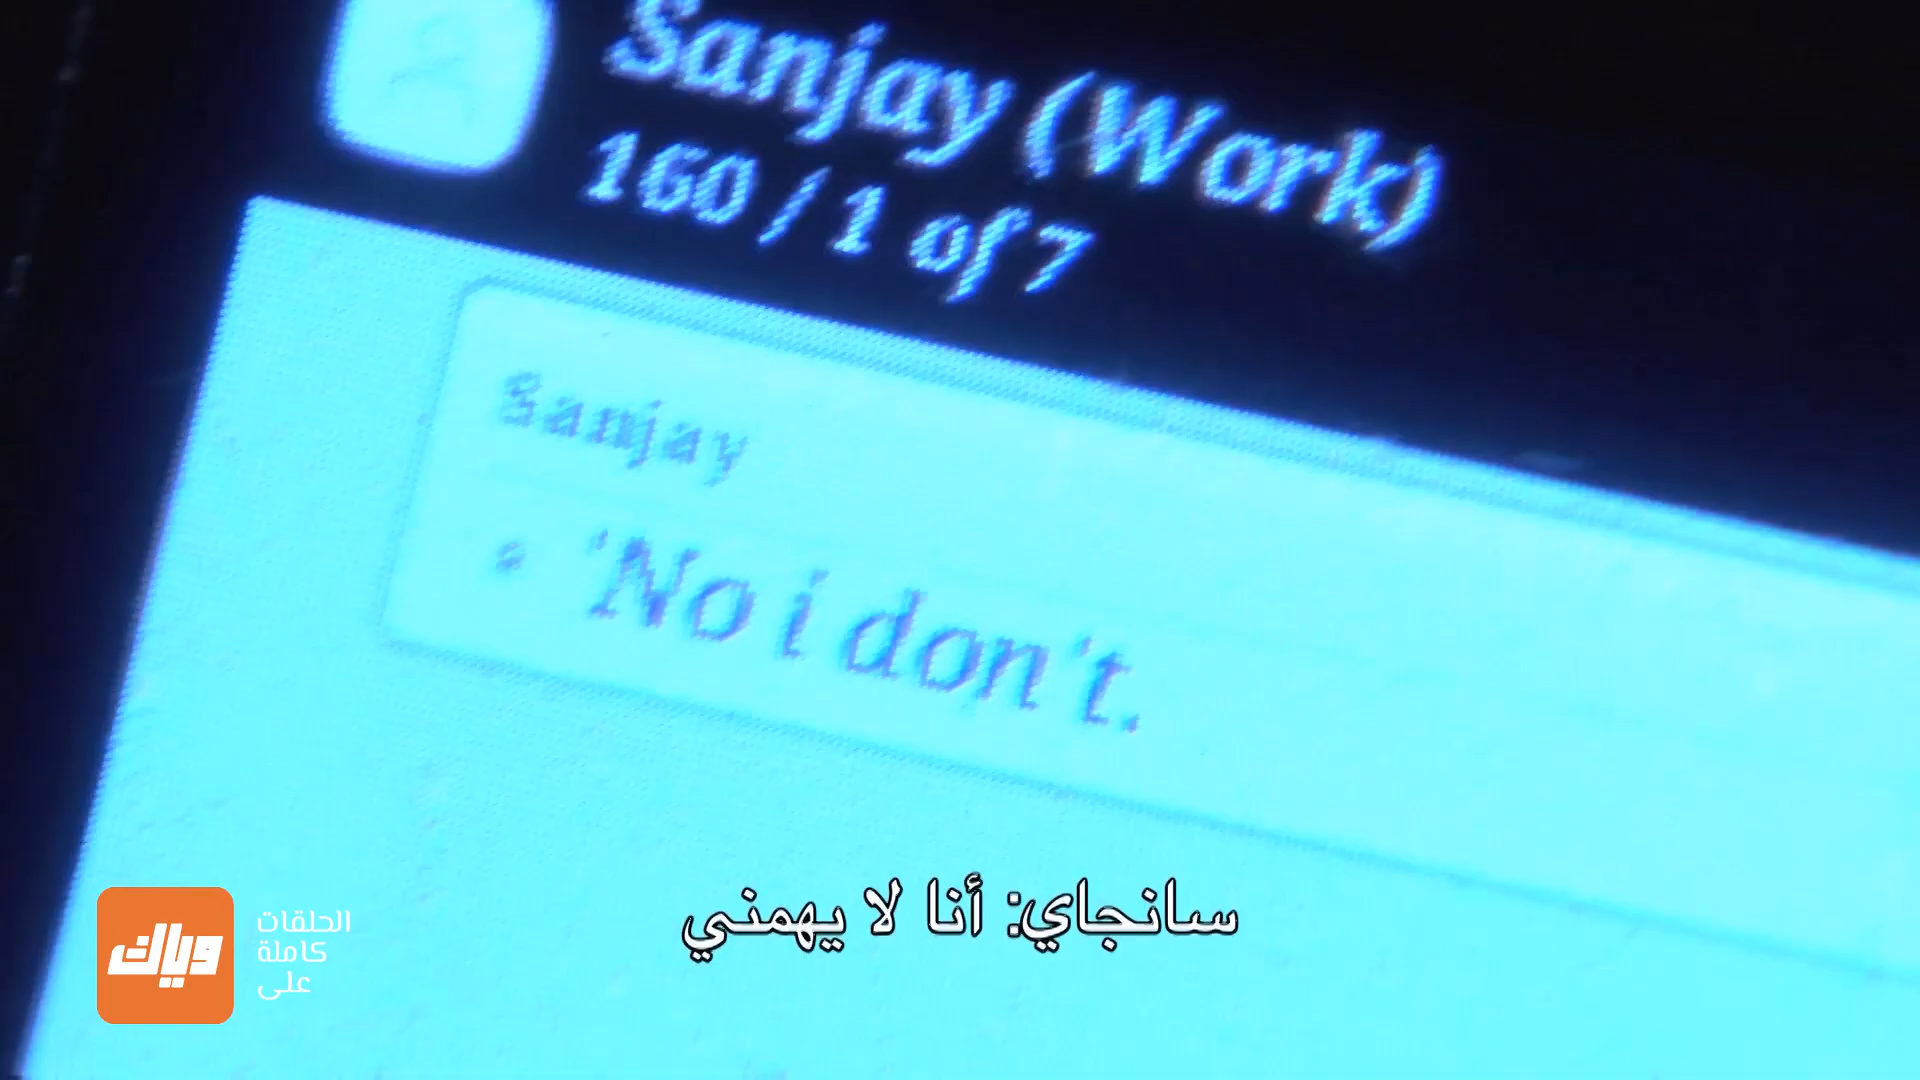 Sanjay (Work)
160 / 1 of 7
Sanjay
'No i don't.
سانجاي: أنا لا يهمني
وياك
الحلقات
كاملة
على